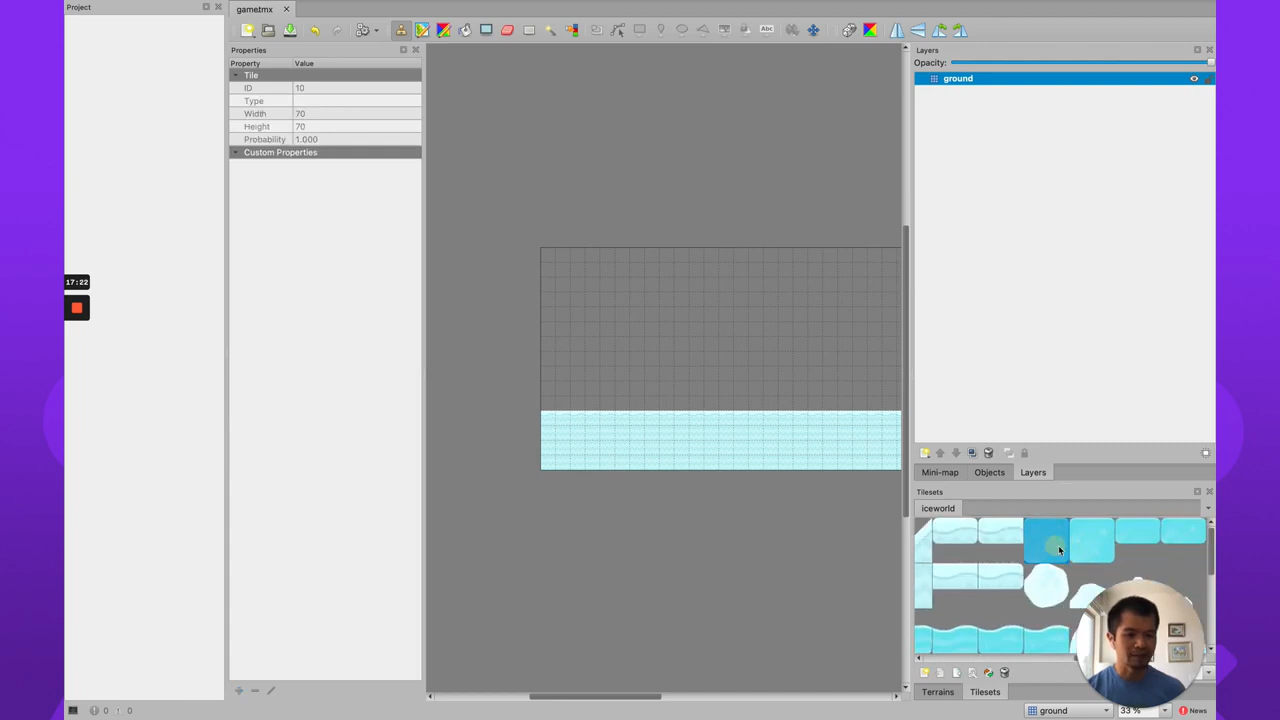 Project
gametmx
Properties
Property Value
Tile
ID 10
Type
Width 70
Height 70
Probability 1.000
Custom Properties
17:22
Abc
Layers
Opacity:
ground
Mini-map Objects Layers
Tilesets
iceworld
Terrains Tilesets
0 0
ground 33 % News